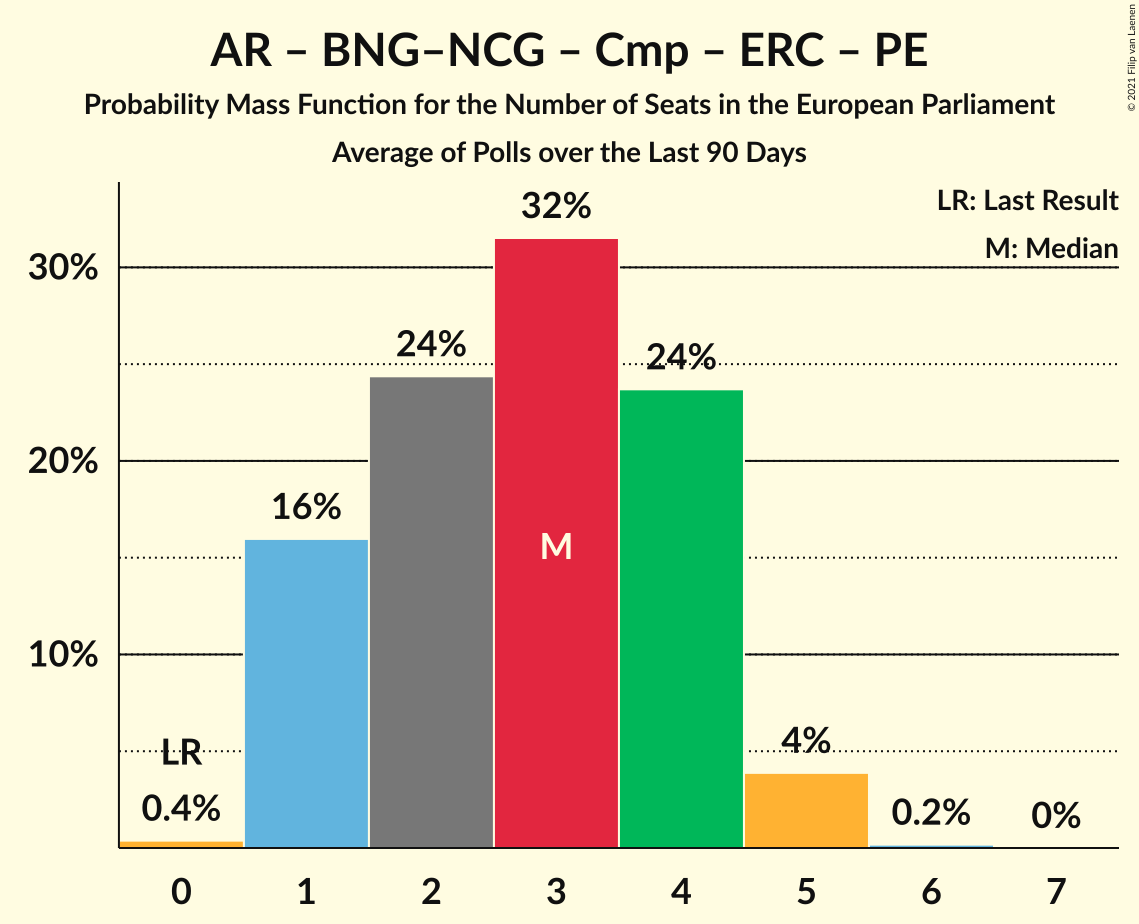 AR – BNG–NCG – Cmp – ERC – PE
Probability Mass Function for the Number of Seats in the European Parliament
Average of Polls over the Last 90 Days
© 2021 Filip van Laenen
LR: Last Result
M: Median
32%
30%
24%
24%
20%
16%
M
10%
LR
4%
0.4%
0.2%
0%
0 1 2 3 4 5 6 7